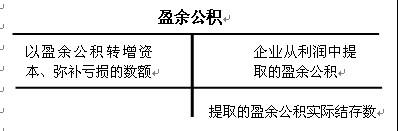 盈余公积
以盈余公积转增资
本、弥补亏损的数额
企业从利润中提
取的盈余公积
提取的盈余公积实际结存数